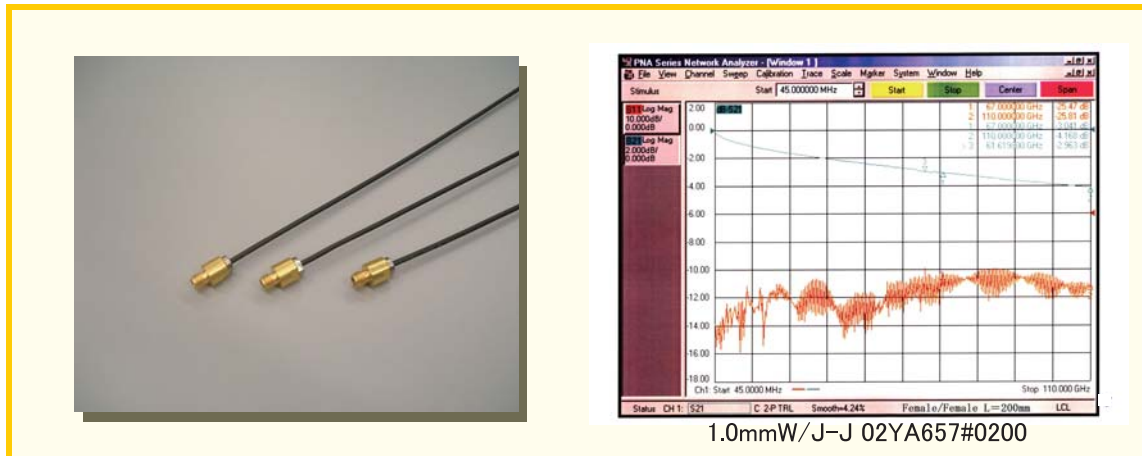 PNA Series Network Analyzer - [Window 1 ]
File View Channel Sweep Calibration Trace Scale Marker System Window Help
Stimulus Start 45.000000 MHz Start Stop Center Span
S11 Log Mag
10.000dB/
0.000dB
S21 Log Mag
2.000dB/
0.000dB
dB-S21
1: 67.000000 GHz -25.47 dB
2: 110.000000 GHz -25.81 dB
1: 67.000000 GHz
2: 110.000000 GHz -4.168 dB
> 3: -2.963 dB
2.00
0.00
-2.00
-4.00
-6.00
-8.00
-10.00
-12.00
-14.00
-16.00
-18.00
Ch1: Start 45.0000 MHz Stop 110.000 GHz
Status CH 1: S21 C 2-P TRL Smooth=4.24% Female/Female L=200mm LCL
1.0mmW/J-J 02YA657#0200